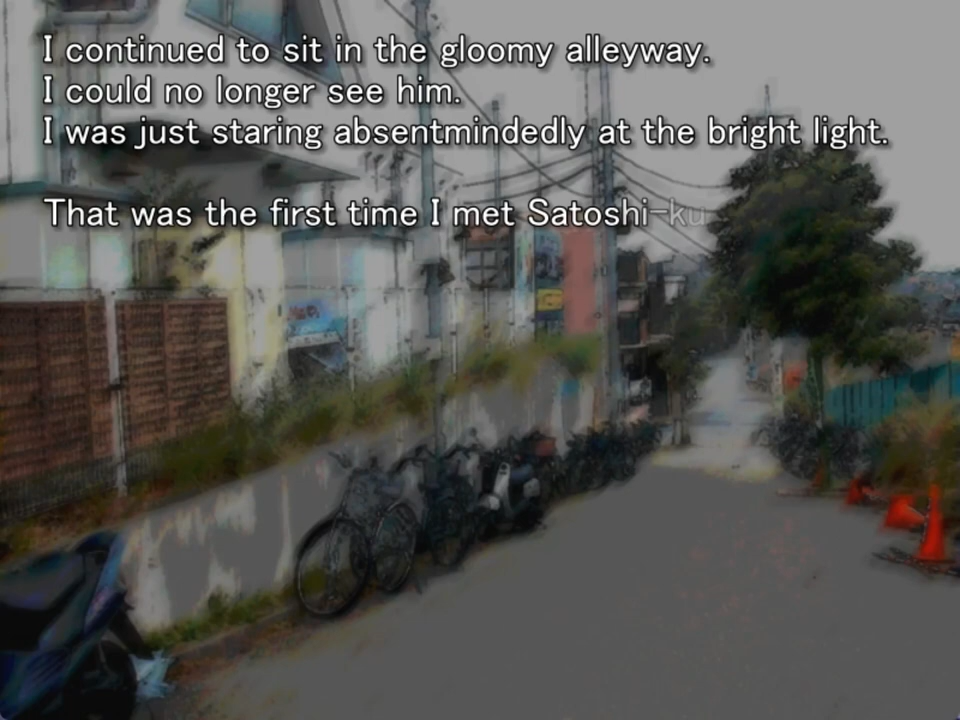 I continued to sit in the gloomy alleyway.
I could no longer see him.
I was just staring absentmindedly at the bright light.
That was the first time I met Satoshi-ku